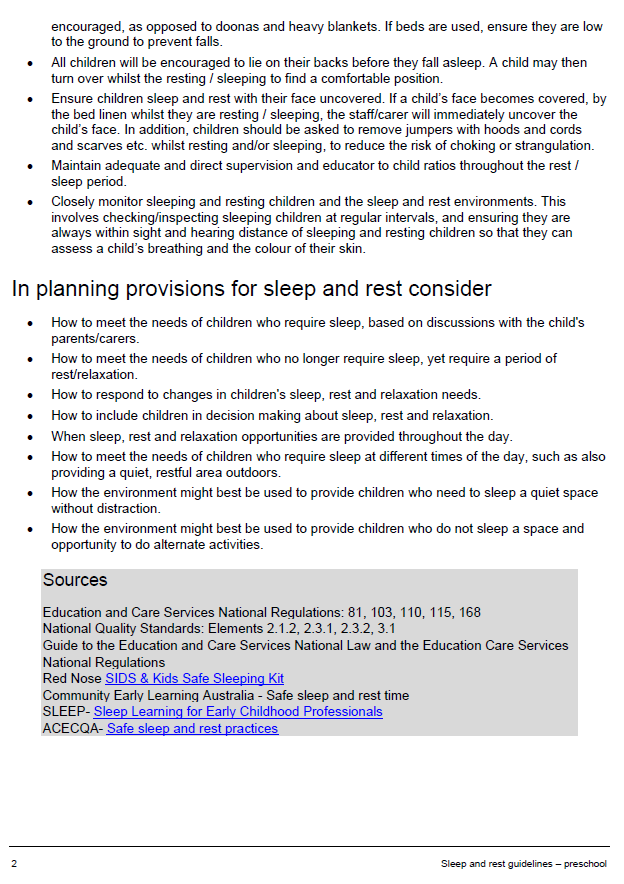 encouraged, as opposed to doonas and heavy blankets. If beds are used, ensure they are low
to the ground to prevent falls.
• All children will be encouraged to lie on their backs before they fall asleep. A child may then
turn over whilst the resting / sleeping to find a comfortable position.
• Ensure children sleep and rest with their face uncovered. If a child's face becomes covered, by
the bed linen whilst they are resting / sleeping, the staff/carer will immediately uncover the
child's face. In addition, children should be asked to remove jumpers with hoods and cords
and scarves etc. whilst resting and/or sleeping, to reduce the risk of choking or strangulation.
• Maintain adequate and direct supervision and educator to child ratios throughout the rest /
sleep period.
• Closely monitor sleeping and resting children and the sleep and rest environments. This
involves checking/inspecting sleeping children at regular intervals, and ensuring they are
always within sight and hearing distance of sleeping and resting children so that they can
assess a child's breathing and the colour of their skin.
In planning provisions for sleep and rest consider
• How to meet the needs of children who require sleep, based on discussions with the child's
parents/carers.
• How to meet the needs of children who no longer require sleep, yet require a period of
rest/relaxation.
• How to respond to changes in children's sleep, rest and relaxation needs.
• How to include children in decision making about sleep, rest and relaxation.
• When sleep, rest and relaxation opportunities are provided throughout the day.
• How to meet the needs of children who require sleep at different times of the day, such as also
providing a quiet, restful area outdoors.
• How the environment might best be used to provide children who need to sleep a quiet space
without distraction.
• How the environment might best be used to provide children who do not sleep a space and
opportunity to do alternate activities.
Sources
Education and Care Services National Regulations: 81, 103, 110, 115, 168
National Quality Standards: Elements 2.1.2, 2.3.1, 2.3.2, 3.1
Guide to the Education and Care Services National Law and the Education Care Services
National Regulations
Red Nose SIDS & Kids Safe Sleeping Kit
Community Early Learning Australia - Safe sleep and rest time
SLEEP- Sleep Learning for Early Childhood Professionals
ACECQA- Safe sleep and rest practices
2 Sleep and rest guidelines – preschool